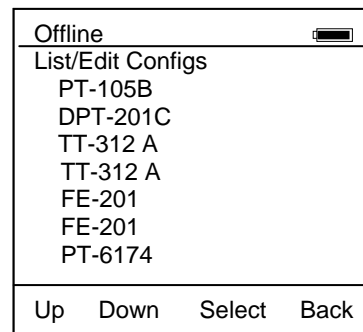 Offline
List/Edit Configs
PT-105B
DPT-201C
TT-312 A
TT-312 A
FE-201
FE-201
PT-6174
Up Down Select Back